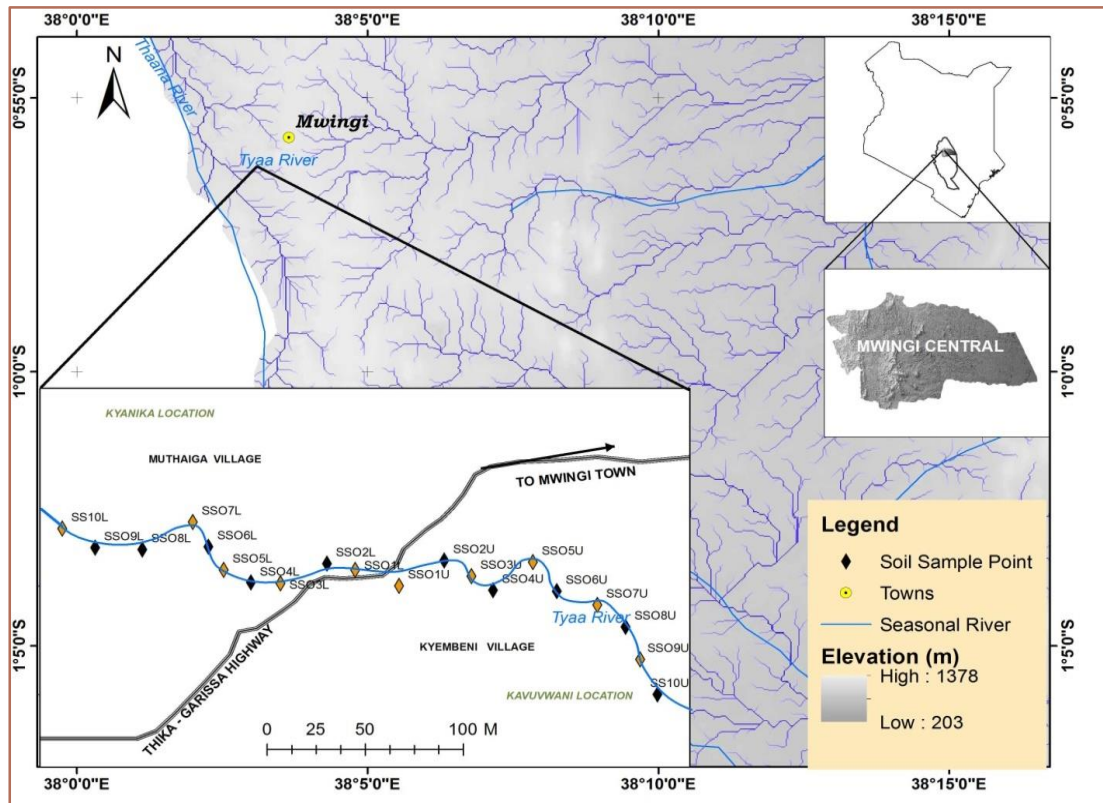 38°0'0"E
38°5'0"E
38°10'0"E
38°15'0"E
0°55'0"S
0°55'0"S
1°0'0"S
1°0'0"S
1°5'0"S
1°5'0"S
N
Thaana River
Mwingi
Tyaa River
MWINGI CENTRAL
KYANIKA LOCATION
MUTHAIGA VILLAGE
TO MWINGI TOWN
SS10L
SSO9L
SSO8L
SSO7L
SSO6L
SSO5L
SSO4L
SSO3L
SSO2L
SSO1L
SSO1U
SSO2U
SSO3U
SSO4U
SSO5U
SSO6U
SSO7U
Tyaa River
SSO8U
SSO9U
SS10U
KYEMBENI VILLAGE
KAVUVWANI LOCATION
THIKA - GARISSA HIGHWAY
0 25 50 100 M
Legend
Soil Sample Point
Towns
Seasonal River
Elevation (m)
High : 1378
Low : 203
38°0'0"E
38°5'0"E
38°10'0"E
38°15'0"E